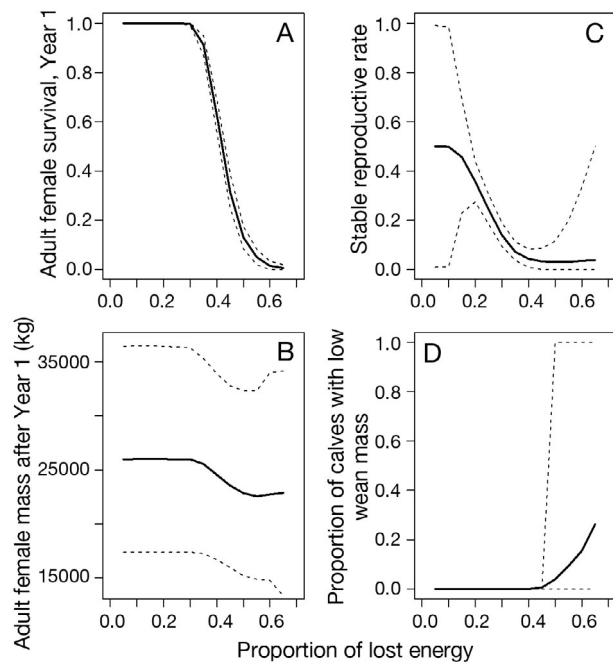 A
Adult female survival, Year 1
1.0
0.8
0.6
0.4
0.2
0.0
0.0 0.2 0.4 0.6
C
Stable reproductive rate
1.0
0.8
0.6
0.4
0.2
0.0
0.0 0.2 0.4 0.6
B
Adult female mass after Year 1 (kg)
35000
25000
15000
0.0 0.2 0.4 0.6
D
Proportion of calves with low
wean mass
1.0
0.8
0.6
0.4
0.2
0.0
0.0 0.2 0.4 0.6
Proportion of lost energy